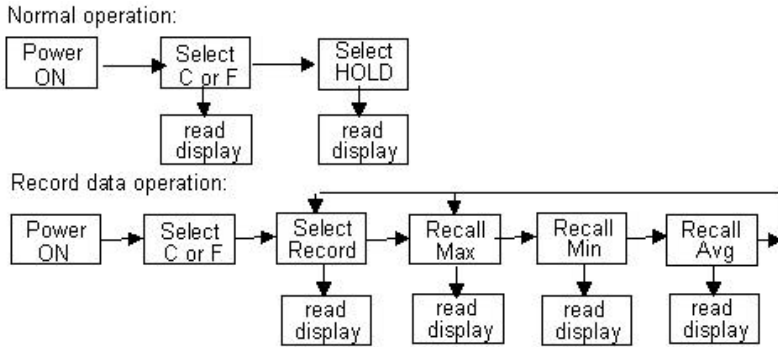 Normal operation:
Power
ON
Select
C or F
Select
HOLD
read
display
read
display
Record data operation:
Power
ON
Select
C or F
Select
Record
Recall
Max
Recall
Min
Recall
Avg
read
display
read
display
read
display
read
display